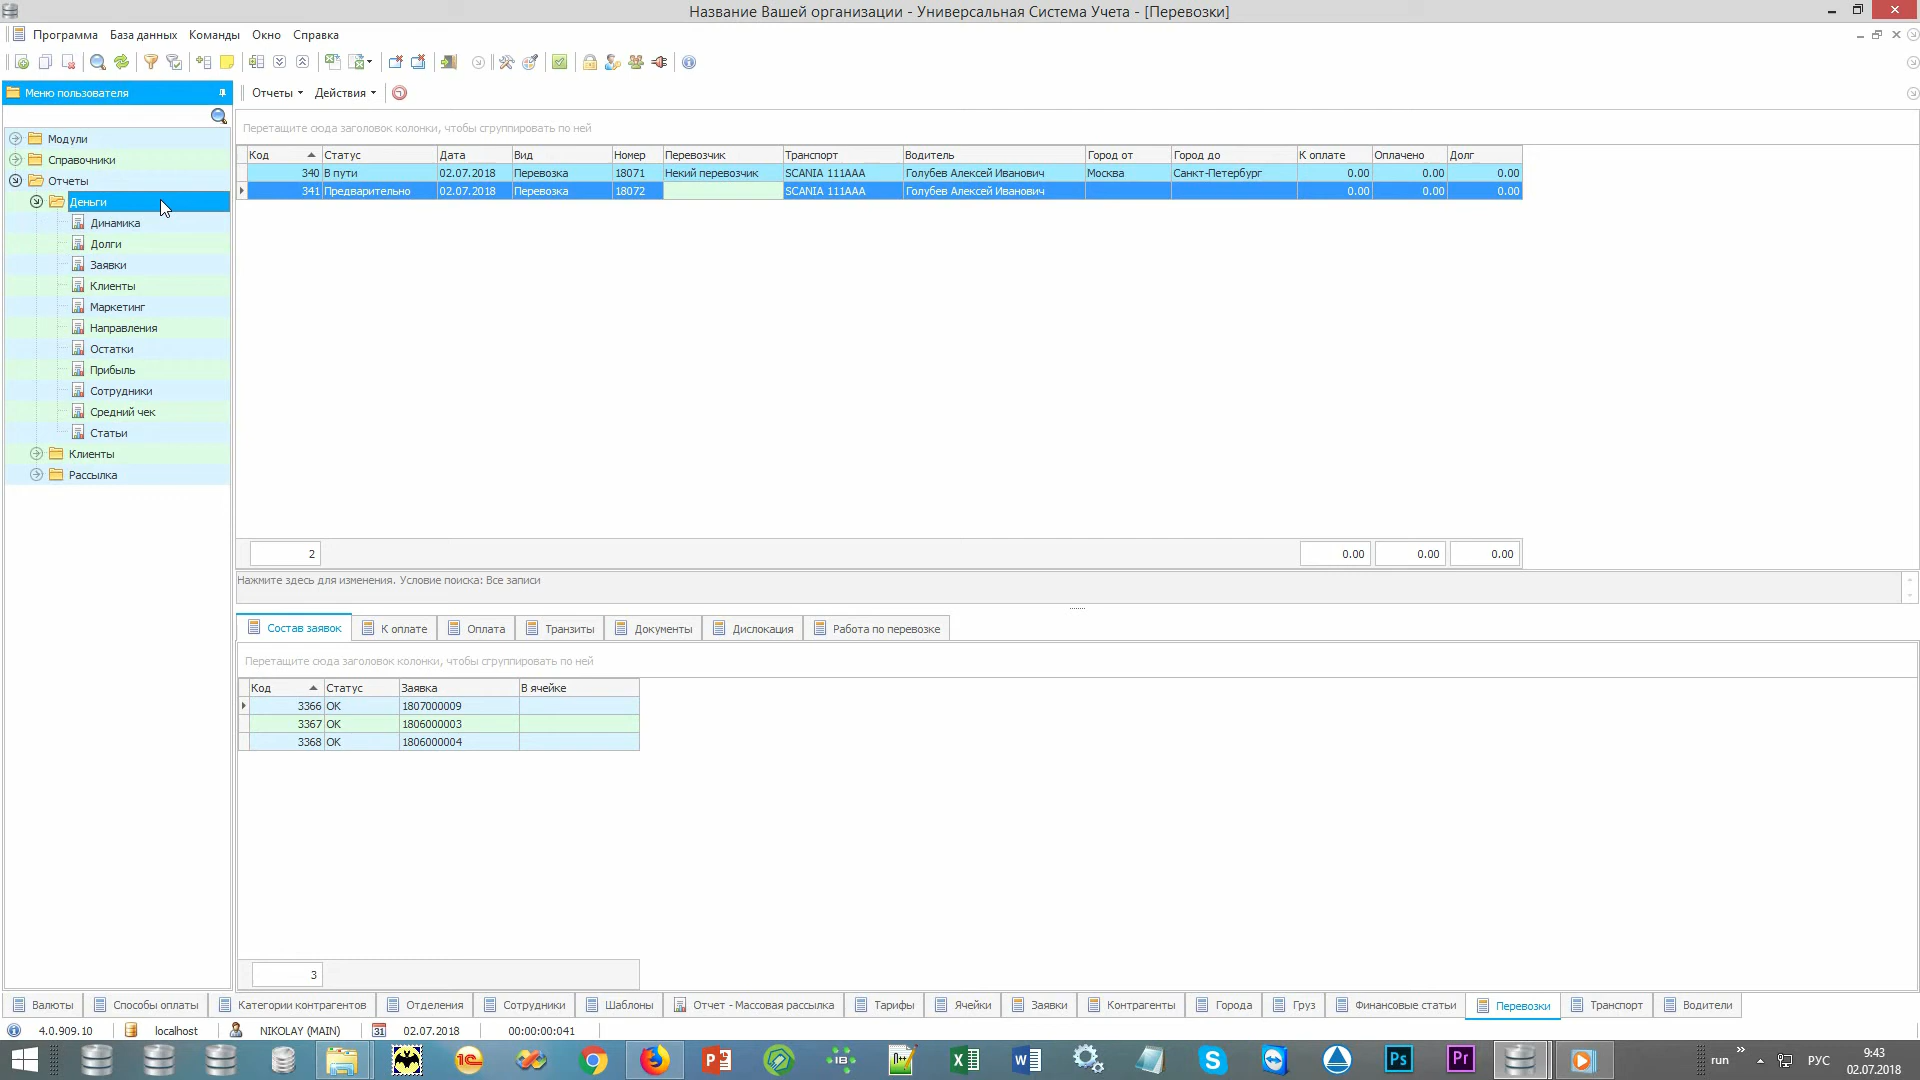 Название Вашей организации - Универсальная Система Учета - [Перевозки]
Программа База данных Команды Окно Справка
Меню пользователя
Отчеты Действия
Модули
Справочники
Отчеты
Деньги
Динамика
Долги
Заявки
Клиенты
Маркетинг
Направления
Остатки
Прибыль
Сотрудники
Средний чек
Статьи
Клиенты
Рассылка
Перетащите сюда заголовок колонки, чтобы сгруппировать по ней
Код Статус Дата Вид Номер Перевозчик Транспорт Водитель Город от Город до К оплате Оплачено Долг
340 В пути 02.07.2018 Перевозка 18071 Некий перевозчик SCANIA 111AAA Голубев Алексей Иванович Москва Санкт-Петербург 0.00 0.00 0.00
341 Предварительно 02.07.2018 Перевозка 18072 SCANIA 111AAA Голубев Алексей Иванович 0.00 0.00 0.00
2 0.00 0.00 0.00
Нажмите здесь для изменения. Условие поиска: Все записи
Состав заявок К оплате Оплата Транзиты Документы Дислокация Работа по перевозке
Перетащите сюда заголовок колонки, чтобы сгруппировать по ней
Код Статус Заявка В ячейке
3366 OK 1807000009
3367 OK 1806000003
3368 OK 1806000004
3
Валюты Способы оплаты Категории контрагентов Отделения Сотрудники Шаблоны Отчет - Массовая рассылка Тарифы Ячейки Заявки Контрагенты Города Груз Финансовые статьи Перевозки Транспорт Водители
4.0.909.10 localhost NIKOLAY (MAIN) 31 02.07.2018 00:00:00:041
1c IB Ps Pr run РУС 9:43
02.07.2018